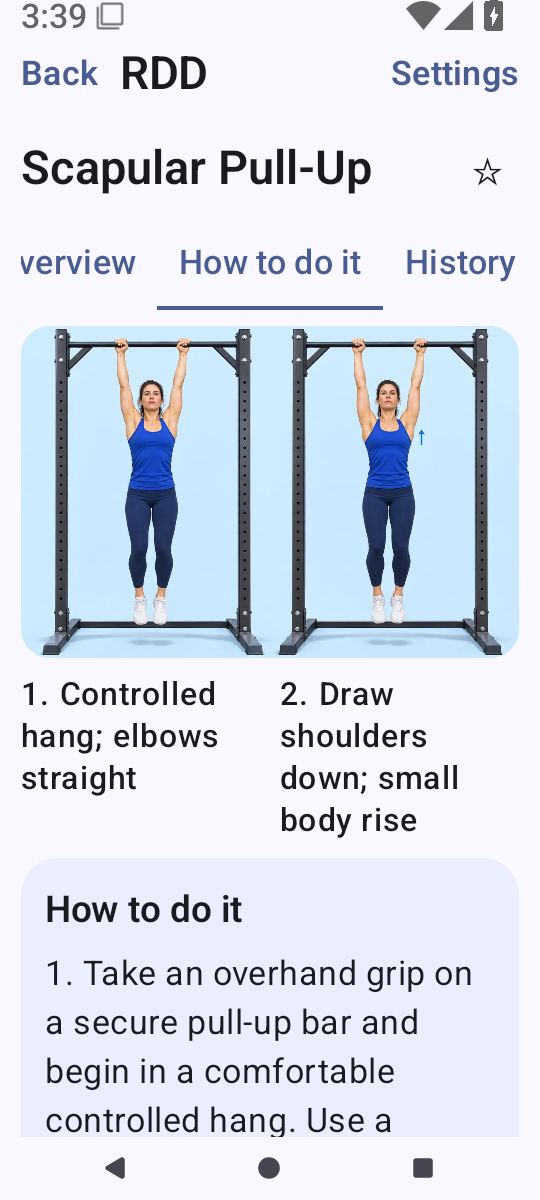 3:39
Back RDD Settings
Scapular Pull-Up
verview How to do it History
1. Controlled
hang; elbows
straight
2. Draw
shoulders
down; small
body rise
How to do it
1. Take an overhand grip on
a secure pull-up bar and
begin in a comfortable
controlled hang. Use a